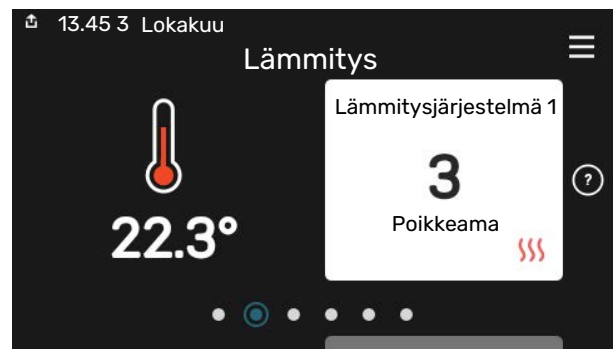 13.45 3 Lokakuu
Lämmitys
Lämmitysjärjestelmä 1
3
Poikkeama
22.3°
?